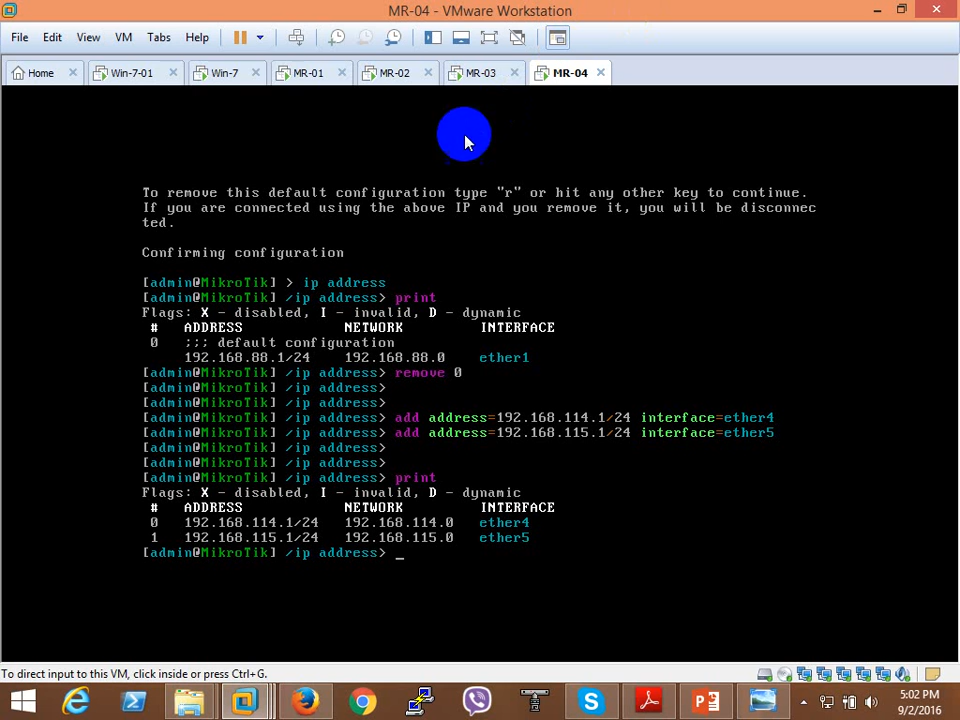 MR-04 - VMware Workstation
File Edit View VM Tabs Help
Home Win-7-01 Win-7 MR-01 MR-02 MR-03 MR-04
To remove this default configuration type "r" or hit any other key to continue.
If you are connected using the above IP and you remove it, you will be disconnec
ted.
Confirming configuration
[admin@MikroTik] > ip address
[admin@MikroTik] /ip address> print
Flags: X - disabled, I - invalid, D - dynamic
# ADDRESS NETWORK INTERFACE
0 ;;; default configuration
192.168.88.1/24 192.168.88.0 ether1
[admin@MikroTik] /ip address> remove 0
[admin@MikroTik] /ip address>
[admin@MikroTik] /ip address>
[admin@MikroTik] /ip address> add address=192.168.114.1/24 interface=ether4
[admin@MikroTik] /ip address> add address=192.168.115.1/24 interface=ether5
[admin@MikroTik] /ip address>
[admin@MikroTik] /ip address>
[admin@MikroTik] /ip address> print
Flags: X - disabled, I - invalid, D - dynamic
# ADDRESS NETWORK INTERFACE
0 192.168.114.1/24 192.168.114.0 ether4
1 192.168.115.1/24 192.168.115.0 ether5
[admin@MikroTik] /ip address> _
To direct input to this VM, click inside or press Ctrl+G.
5:02 PM
9/2/2016